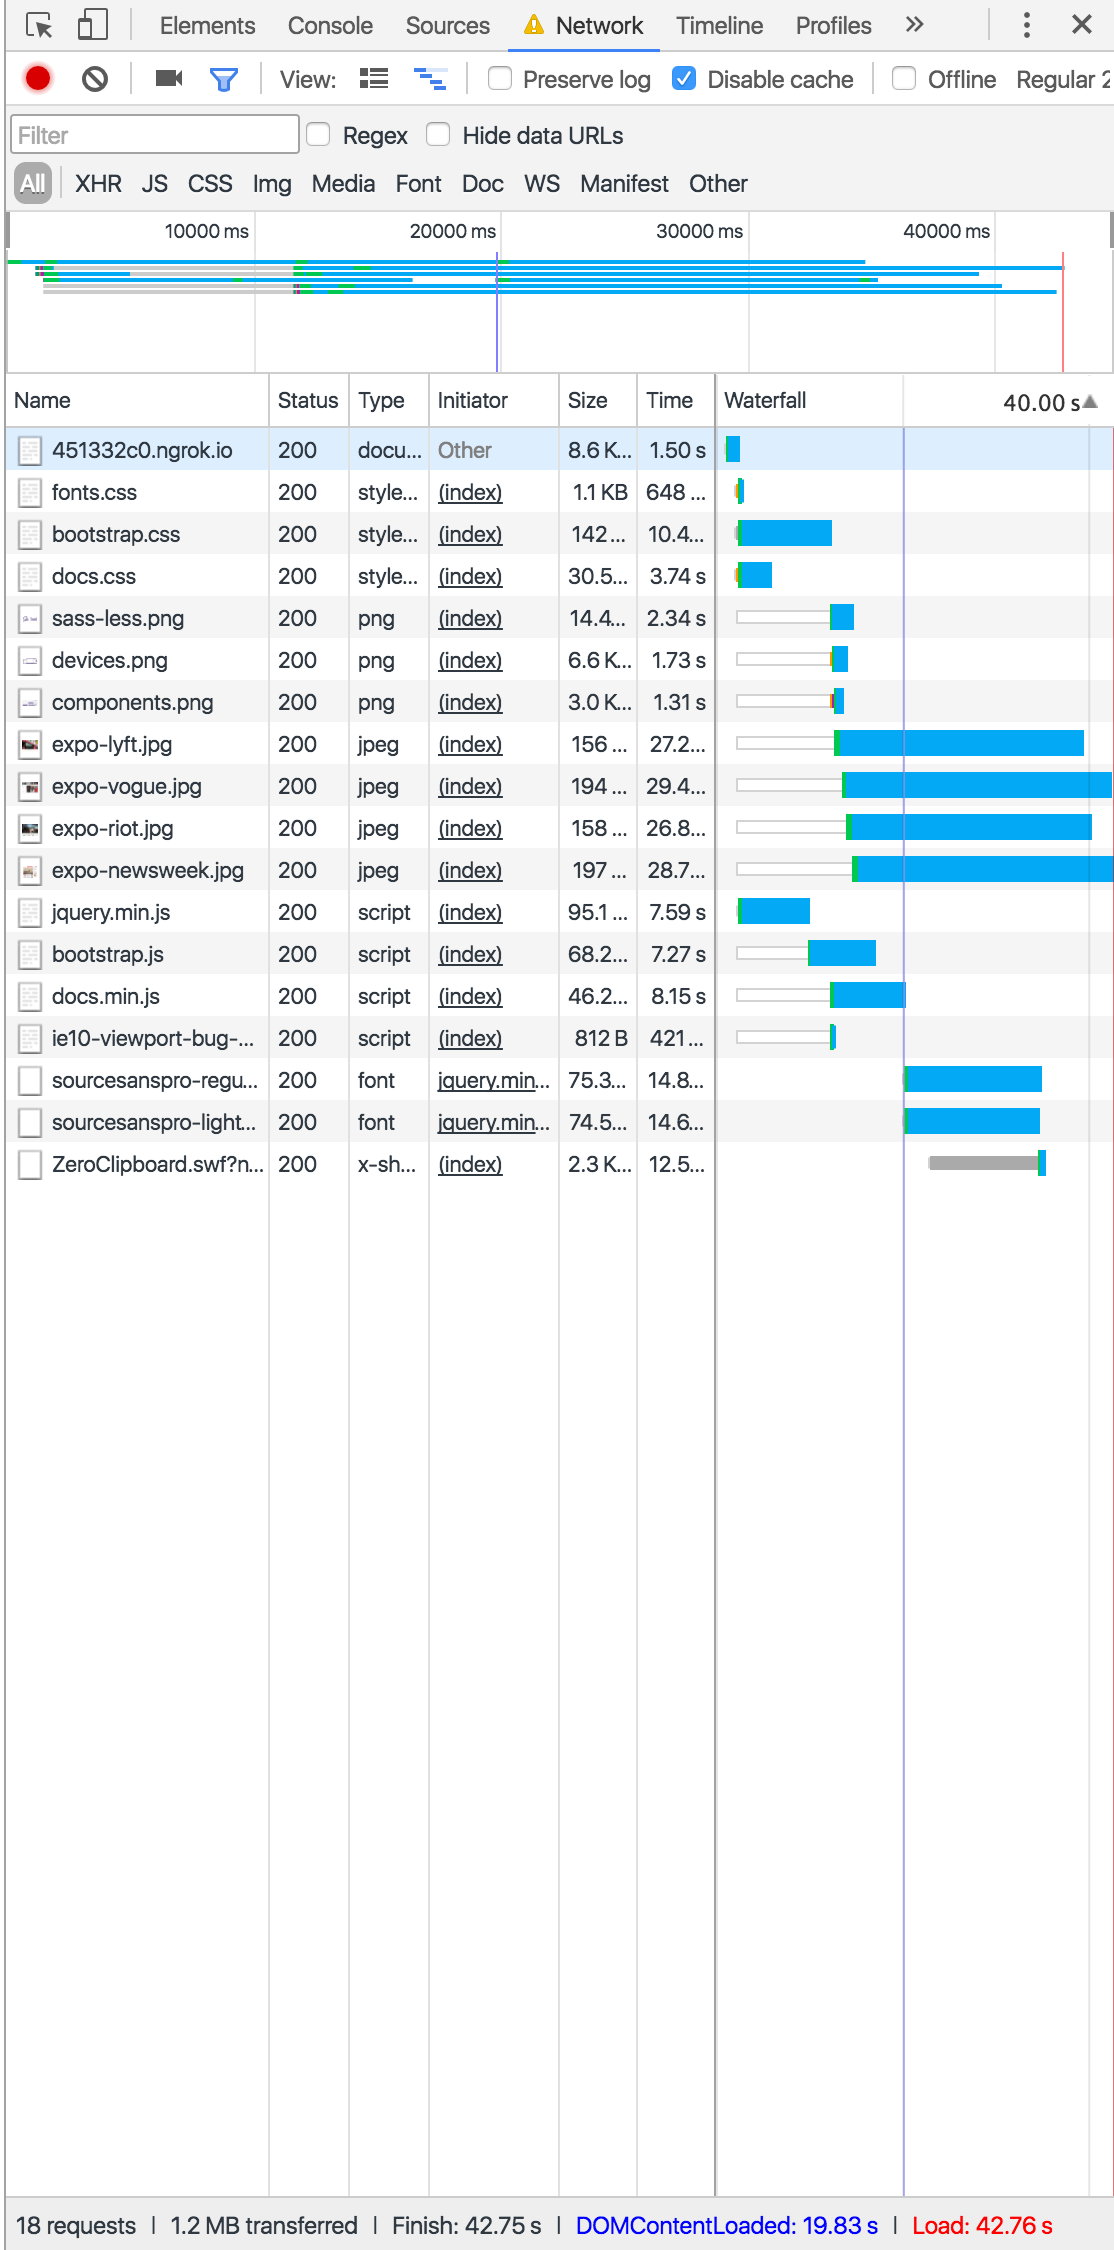 Elements Console Sources Network Timeline Profiles
View: Preserve log Disable cache Offline Regular 2
Filter Regex Hide data URLs
All XHR JS CSS Img Media Font Doc WS Manifest Other
10000 ms 20000 ms 30000 ms 40000 ms
Name Status Type Initiator Size Time Waterfall 40.00 s
451332c0.ngrok.io 200 docu... Other 8.6 K... 1.50 s
fonts.css 200 style... (index) 1.1 KB 648 ...
bootstrap.css 200 style... (index) 142 ... 10.4...
docs.css 200 style... (index) 30.5... 3.74 s
sass-less.png 200 png (index) 14.4... 2.34 s
devices.png 200 png (index) 6.6 K... 1.73 s
components.png 200 png (index) 3.0 K... 1.31 s
expo-lyft.jpg 200 jpeg (index) 156 ... 27.2...
expo-vogue.jpg 200 jpeg (index) 194 ... 29.4...
expo-riot.jpg 200 jpeg (index) 158 ... 26.8...
expo-newsweek.jpg 200 jpeg (index) 197 ... 28.7...
jquery.min.js 200 script (index) 95.1 ... 7.59 s
bootstrap.js 200 script (index) 68.2... 7.27 s
docs.min.js 200 script (index) 46.2... 8.15 s
ie10-viewport-bug-... 200 script (index) 812 B 421 ...
sourcesanspro-regu... 200 font jquery.min... 75.3... 14.8...
sourcesanspro-light... 200 font jquery.min... 74.5... 14.6...
ZeroClipboard.swf?n... 200 x-sh... (index) 2.3 K... 12.5...
18 requests | 1.2 MB transferred | Finish: 42.75 s | DOMContentLoaded: 19.83 s | Load: 42.76 s